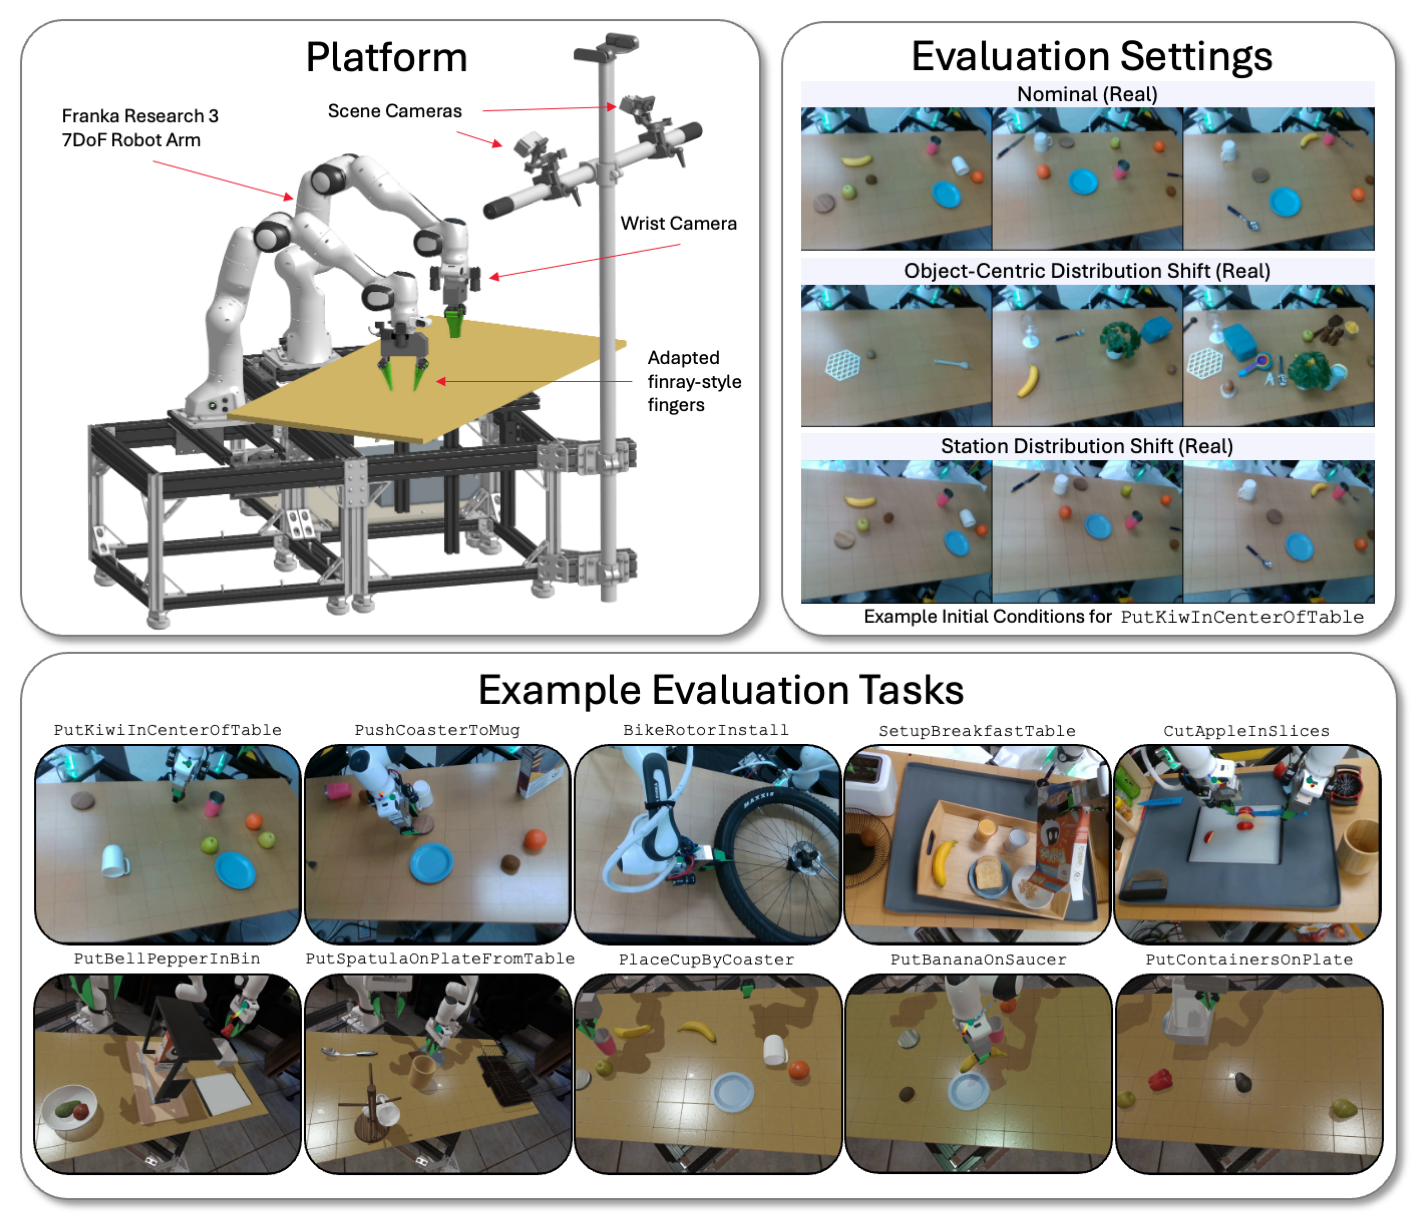 Platform
Franka Research 3
7DoF Robot Arm
Scene Cameras
Wrist Camera
Adapted
finray-style
fingers
Evaluation Settings
Nominal (Real)
Object-Centric Distribution Shift (Real)
Station Distribution Shift (Real)
Example Initial Conditions for PutKiwInCenterOfTable
Example Evaluation Tasks
PutKiwiInCenterOfTable
PushCoasterToMug
BikeRotorInstall
SetupBreakfastTable
CutAppleInSlices
MAXXIS
PutBellPepperInBin
PutSpatulaOnPlateFromTable
PlaceCupByCoaster
PutBananaOnSaucer
PutContainersOnPlate